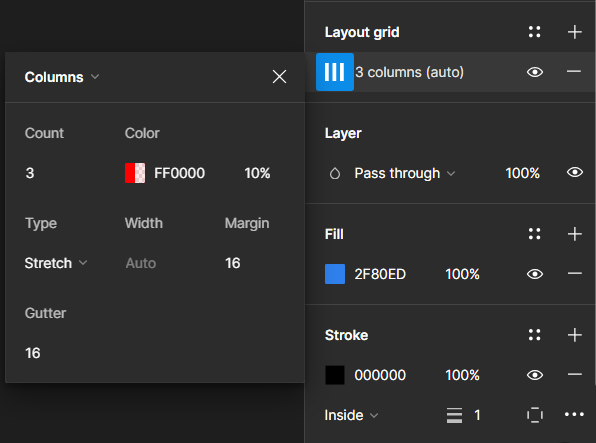 Columns
Count Color
3 FF0000 10%
Type Width Margin
Stretch Auto 16
Gutter
16
Layout grid
3 columns (auto)
Layer
Pass through 100%
Fill
2F80ED 100%
Stroke
000000 100%
Inside 1